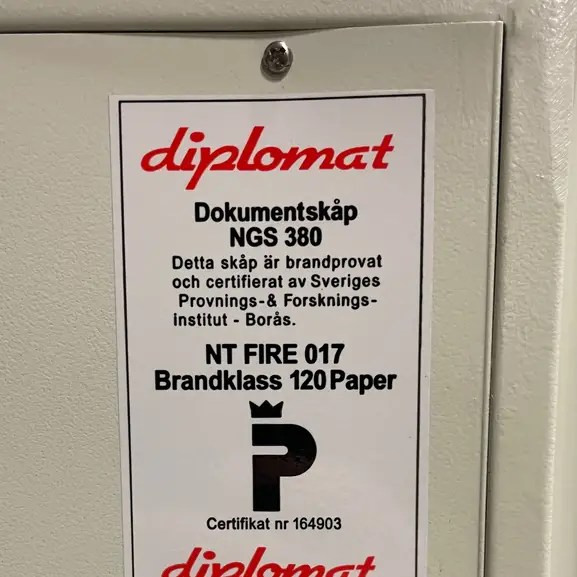 diplomat
Dokumentskåp
NGS 380
Detta skåp är brandprovat
och certifierat av Sveriges
Provnings-& Forsknings-
institut - Borås.
NT FIRE 017
Brandklass 120 Paper
P
Certifikat nr 164903
diplomat